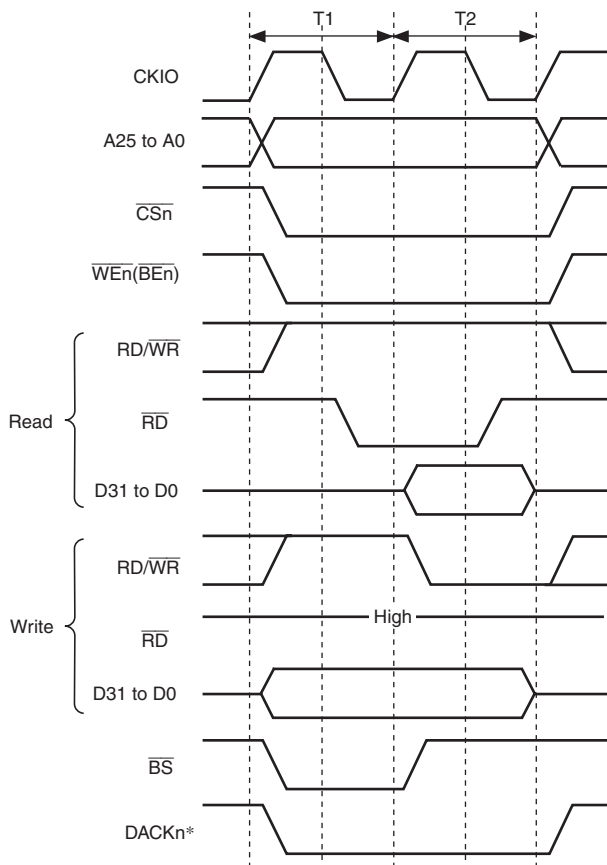 T1 T2
CKIO
A25 to A0
CSn
WEn(BEn)
RD/WR
Read
RD
D31 to D0
RD/WR
High
Write
RD
D31 to D0
BS
DACKn*